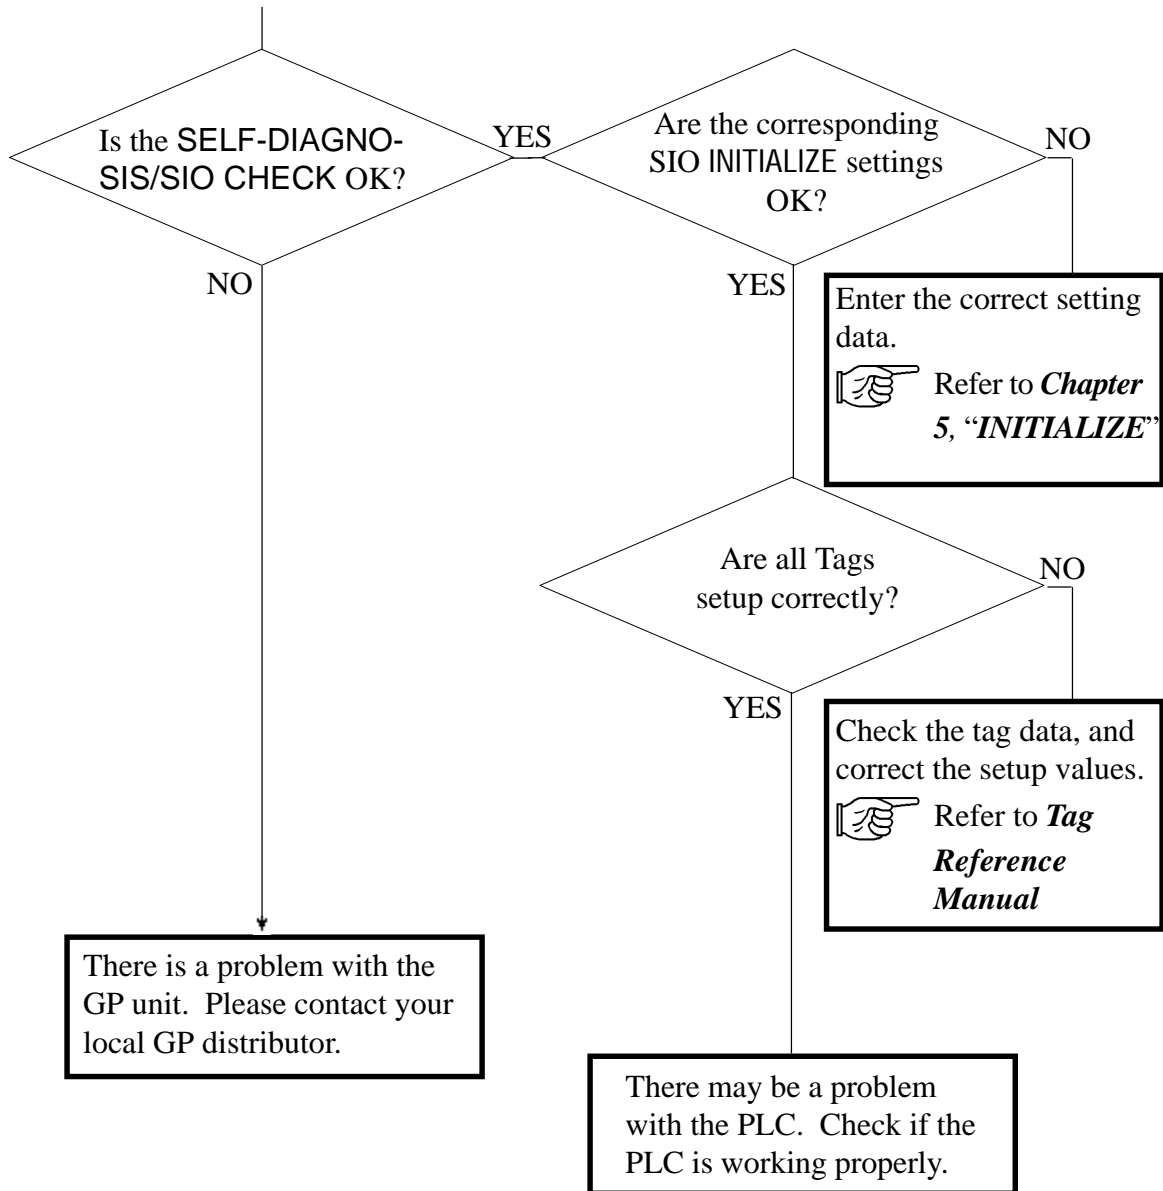 Is the SELF-DIAGNO-
SIS/SIO CHECK OK?
YES
NO
Are the corresponding
SIO INITIALIZE settings
OK?
NO
YES
Enter the correct setting
data.
Refer to Chapter
5, “INITIALIZE”
Are all Tags
setup correctly?
NO
YES
Check the tag data, and
correct the setup values.
Refer to Tag
Reference
Manual
There is a problem with the
GP unit. Please contact your
local GP distributor.
There may be a problem
with the PLC. Check if the
PLC is working properly.